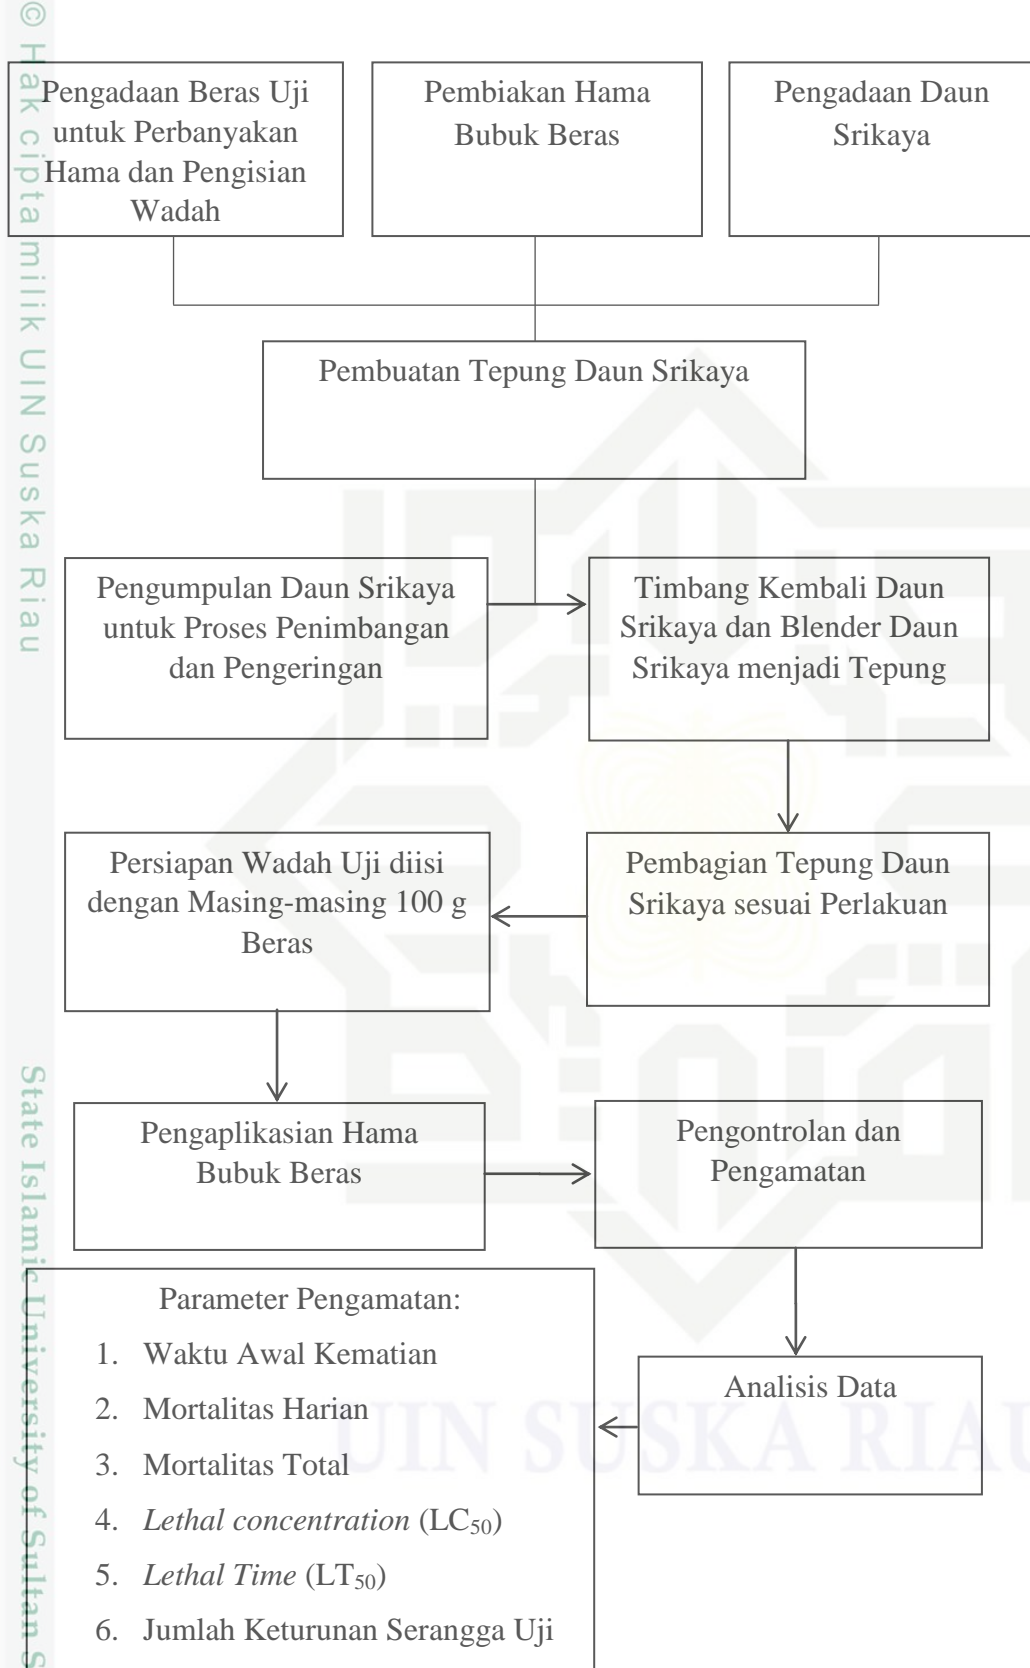 © Hak cipta milik UIN Suska Riau
Pengadaan Beras Uji
untuk Perbanyakan
Hama dan Pengisian
Wadah
Pembiakan Hama
Bubuk Beras
Pengadaan Daun
Srikaya
Pembuatan Tepung Daun Srikaya
Pengumpulan Daun Srikaya
untuk Proses Penimbangan
dan Pengeringan
Timbang Kembali Daun
Srikaya dan Blender Daun
Srikaya menjadi Tepung
Persiapan Wadah Uji diisi
dengan Masing-masing 100 g
Beras
Pembagian Tepung Daun
Srikaya sesuai Perlakuan
State Islamic University of Sultan S
Pengaplikasian Hama
Bubuk Beras
Pengontrolan dan
Pengamatan
Parameter Pengamatan:
1. Waktu Awal Kematian
2. Mortalitas Harian
3. Mortalitas Total
4. Lethal concentration (LC50)
5. Lethal Time (LT50)
6. Jumlah Keturunan Serangga Uji
Analisis Data
UIN SUSKA RIAU